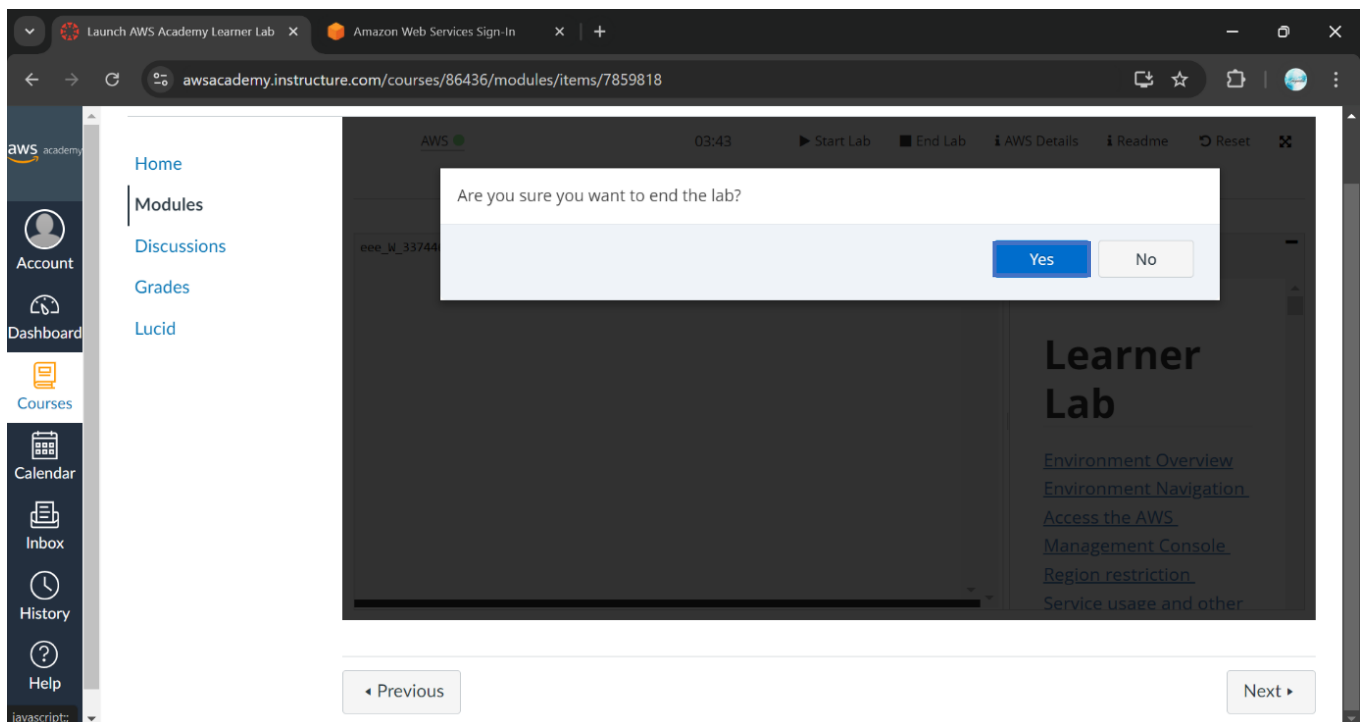 Launch AWS Academy Learner Lab
Amazon Web Services Sign-In
awsacademy.instructure.com/courses/86436/modules/items/7859818
aws academy
Account
Dashboard
Courses
Calendar
Inbox
History
Help
javascript:;
Home
Modules
Discussions
Grades
Lucid
AWS
03:43
Start Lab
End Lab
AWS Details
Readme
Reset
Are you sure you want to end the lab?
Yes
No
eee_W_33744
Learner
Lab
Environment Overview
Environment Navigation
Access the AWS
Management Console
Region restriction
Service usage and other
Previous
Next